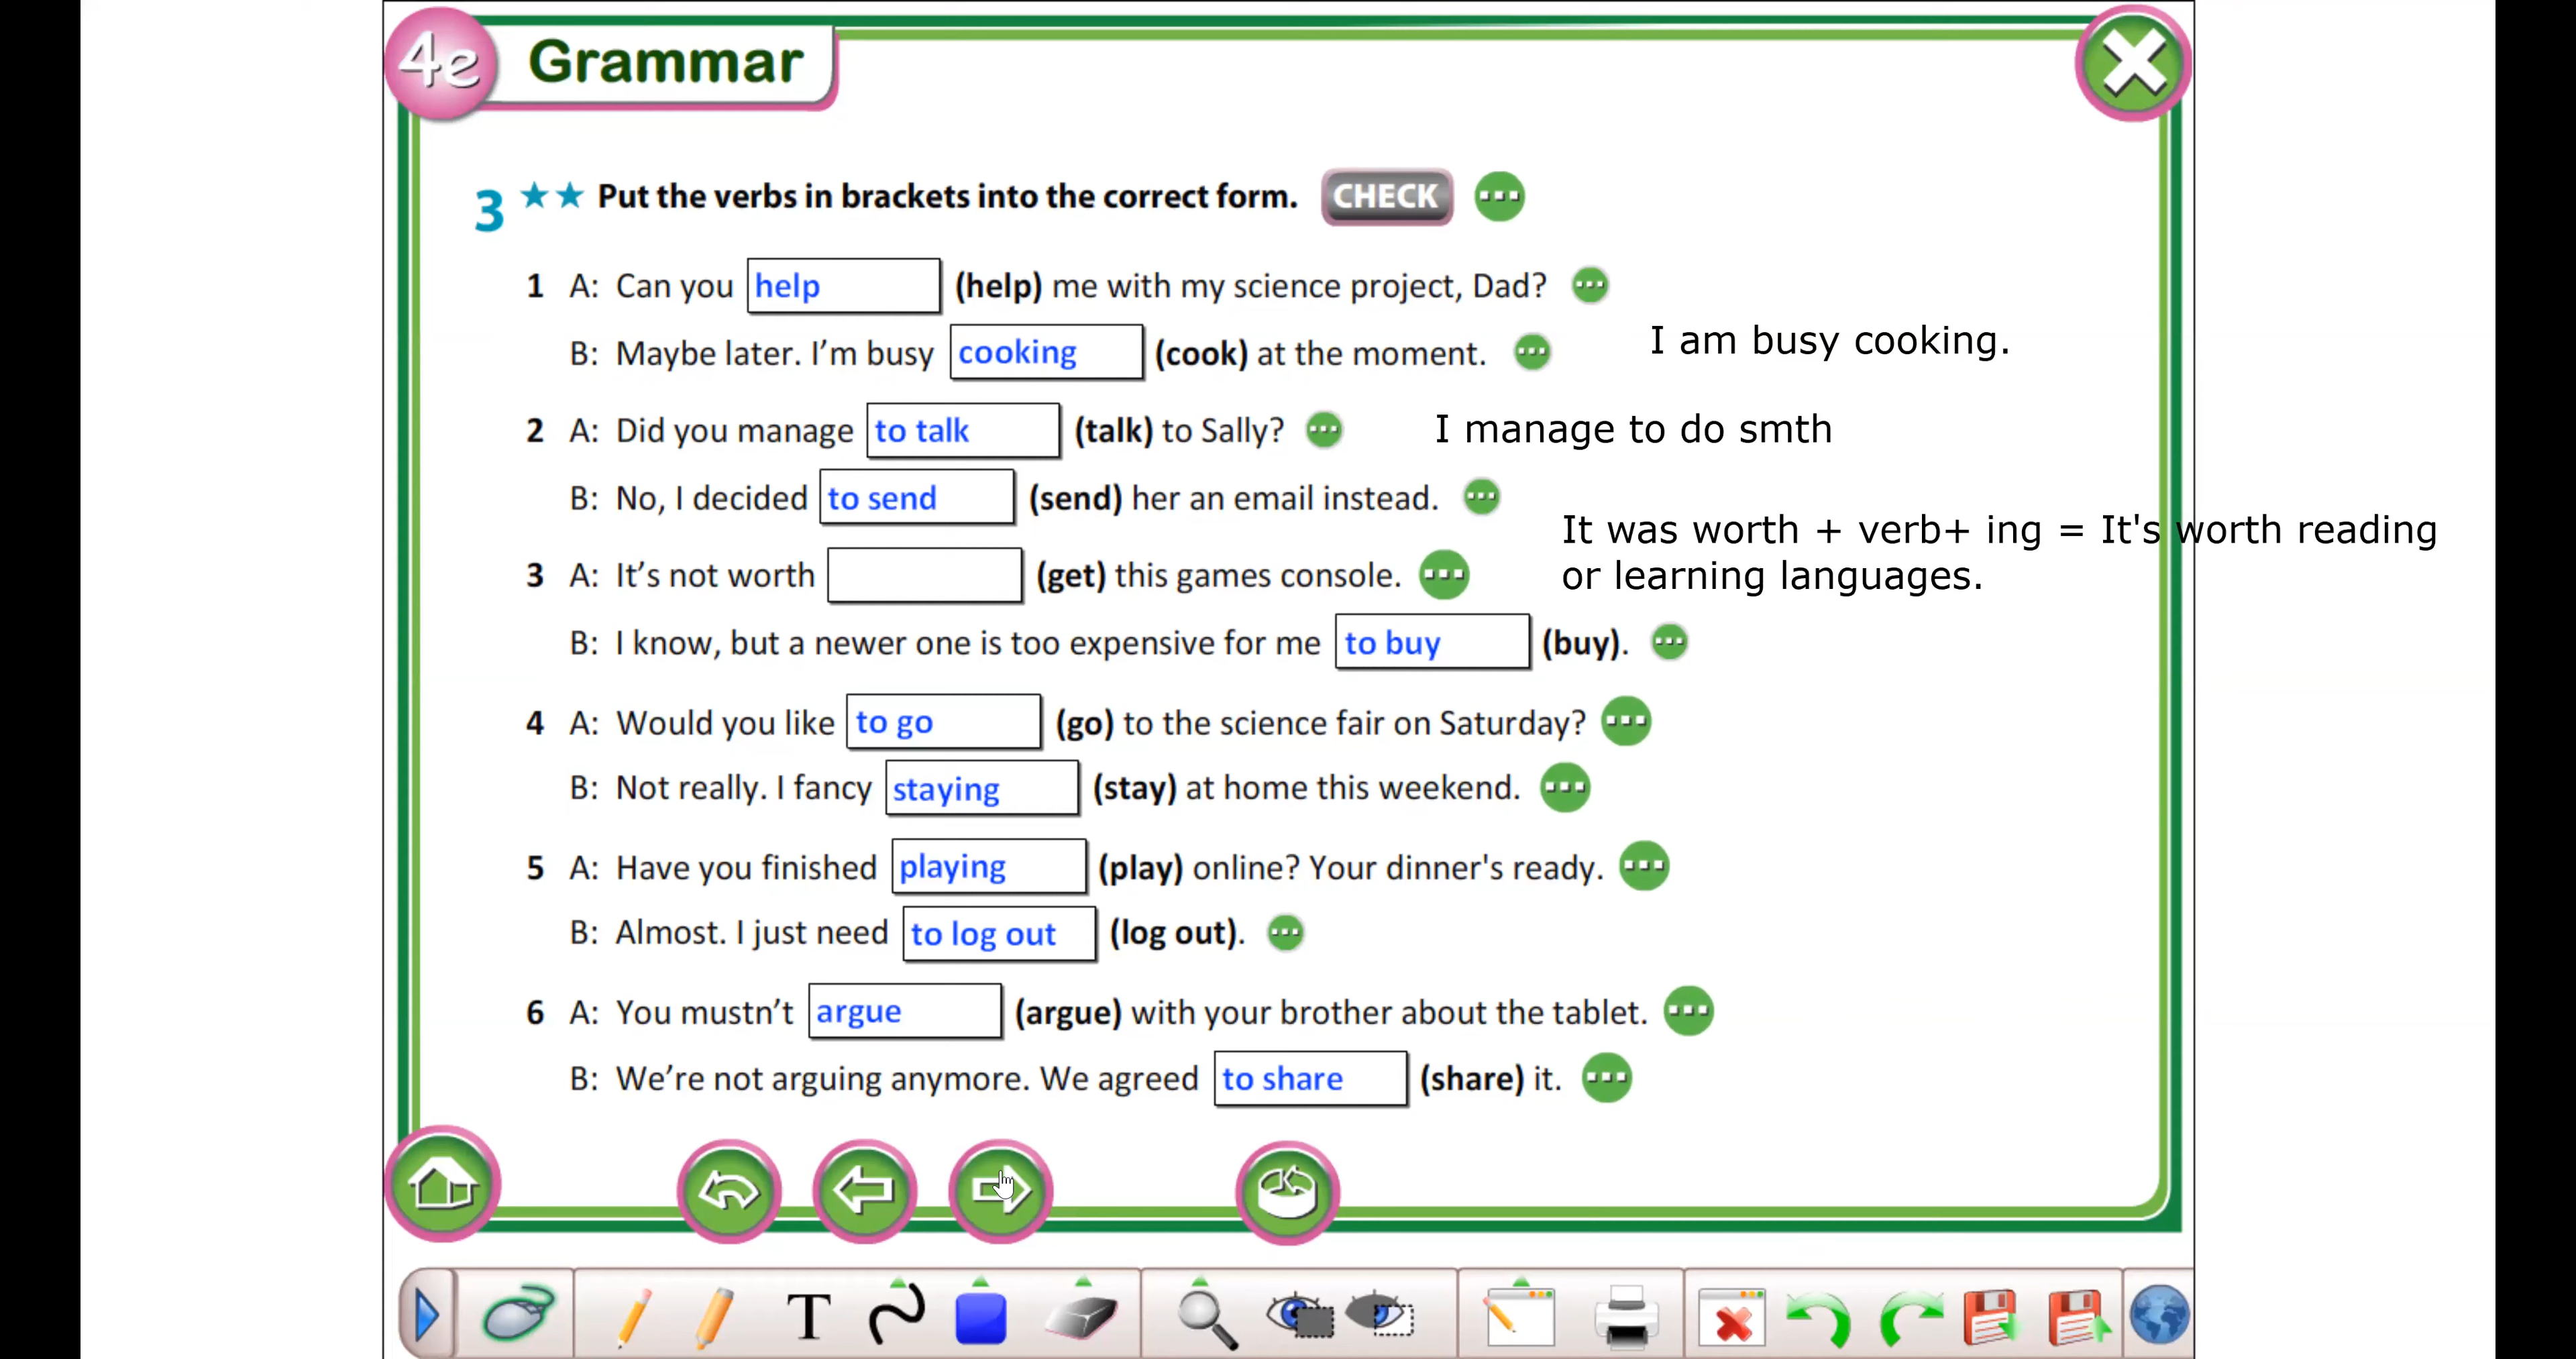 4e Grammar
3 ★★ Put the verbs in brackets into the correct form. CHECK
1 A: Can you help (help) me with my science project, Dad?
B: Maybe later. I'm busy cooking (cook) at the moment.
I am busy cooking.
2 A: Did you manage to talk (talk) to Sally?
I manage to do smth
B: No, I decided to send (send) her an email instead.
It was worth + verb+ ing = It's worth reading
or learning languages.
3 A: It's not worth (get) this games console.
B: I know, but a newer one is too expensive for me to buy (buy).
4 A: Would you like to go (go) to the science fair on Saturday?
B: Not really. I fancy staying (stay) at home this weekend.
5 A: Have you finished playing (play) online? Your dinner's ready.
B: Almost. I just need to log out (log out).
6 A: You mustn't argue (argue) with your brother about the tablet.
B: We're not arguing anymore. We agreed to share (share) it.
T